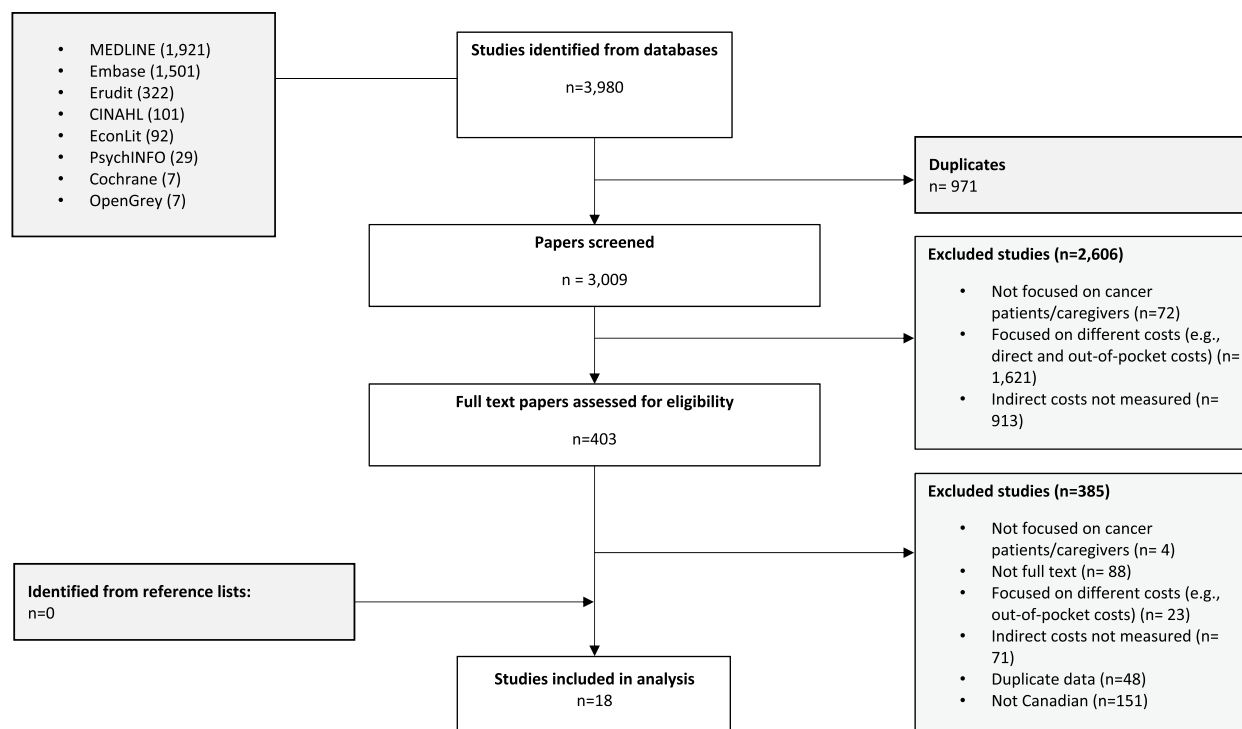 • MEDLINE (1,921)
• Embase (1,501)
• Erudit (322)
• CINAHL (101)
• EconLit (92)
• PsychINFO (29)
• Cochrane (7)
• OpenGrey (7)
Studies identified from databases
n=3,980
Duplicates
n= 971
Papers screened
n = 3,009
Excluded studies (n=2,606)
• Not focused on cancer
patients/caregivers (n=72)
• Focused on different costs (e.g.,
direct and out-of-pocket costs) (n=
1,621)
• Indirect costs not measured (n=
913)
Full text papers assessed for eligibility
n=403
Excluded studies (n=385)
• Not focused on cancer
patients/caregivers (n= 4)
• Not full text (n= 88)
• Focused on different costs (e.g.,
out-of-pocket costs) (n= 23)
• Indirect costs not measured (n=
71)
• Duplicate data (n=48)
• Not Canadian (n=151)
Identified from reference lists:
n=0
Studies included in analysis
n=18